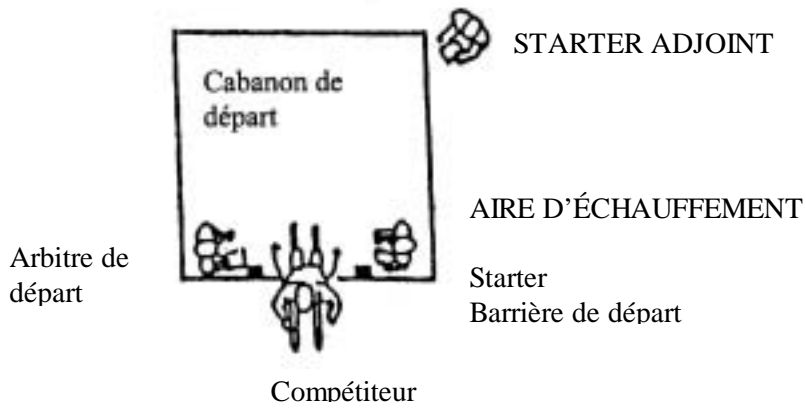 STARTER ADJOINT
Cabanon de
départ
AIRE D’ÉCHAUFFEMENT
Arbitre de
départ
Starter
Barrière de départ
Compétiteur